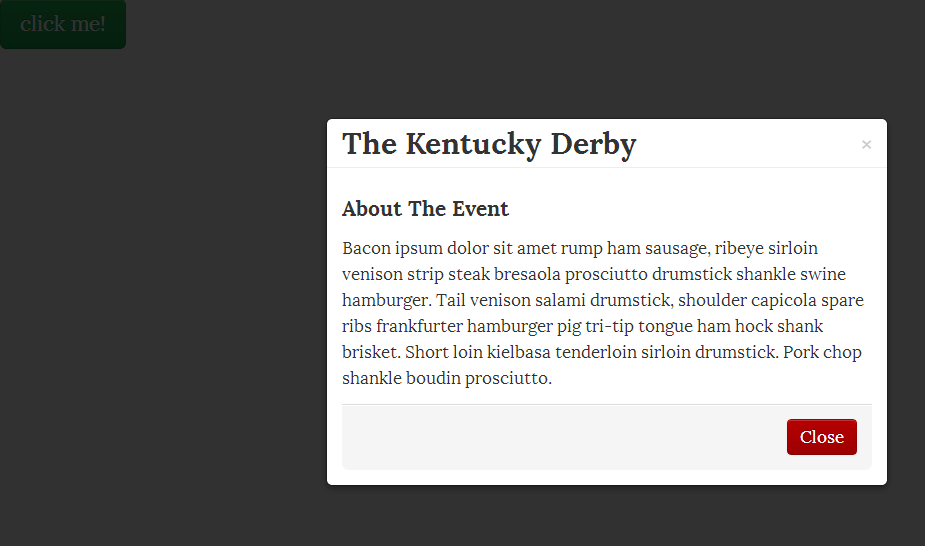 click me!
The Kentucky Derby ×
About The Event
Bacon ipsum dolor sit amet rump ham sausage, ribeye sirloin
venison strip steak bresaola prosciutto drumstick shankle swine
hamburger. Tail venison salami drumstick, shoulder capicola spare
ribs frankfurter hamburger pig tri-tip tongue ham hock shank
brisket. Short loin kielbasa tenderloin sirloin drumstick. Pork chop
shankle boudin prosciutto.
Close